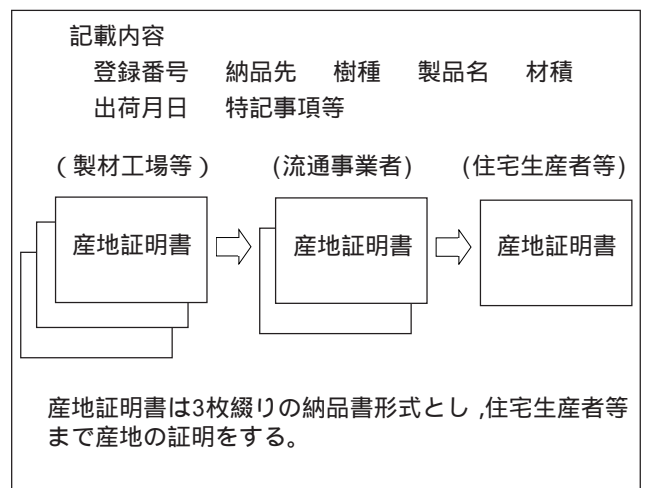 記載内容
登録番号 納品先 樹種 製品名 材積
出荷月日 特記事項等
(製材工場等) (流通事業者) (住宅生産者等)
産地証明書 産地証明書 産地証明書
産地証明書は3枚綴りの納品書形式とし,住宅生産者等
まで産地の証明をする。